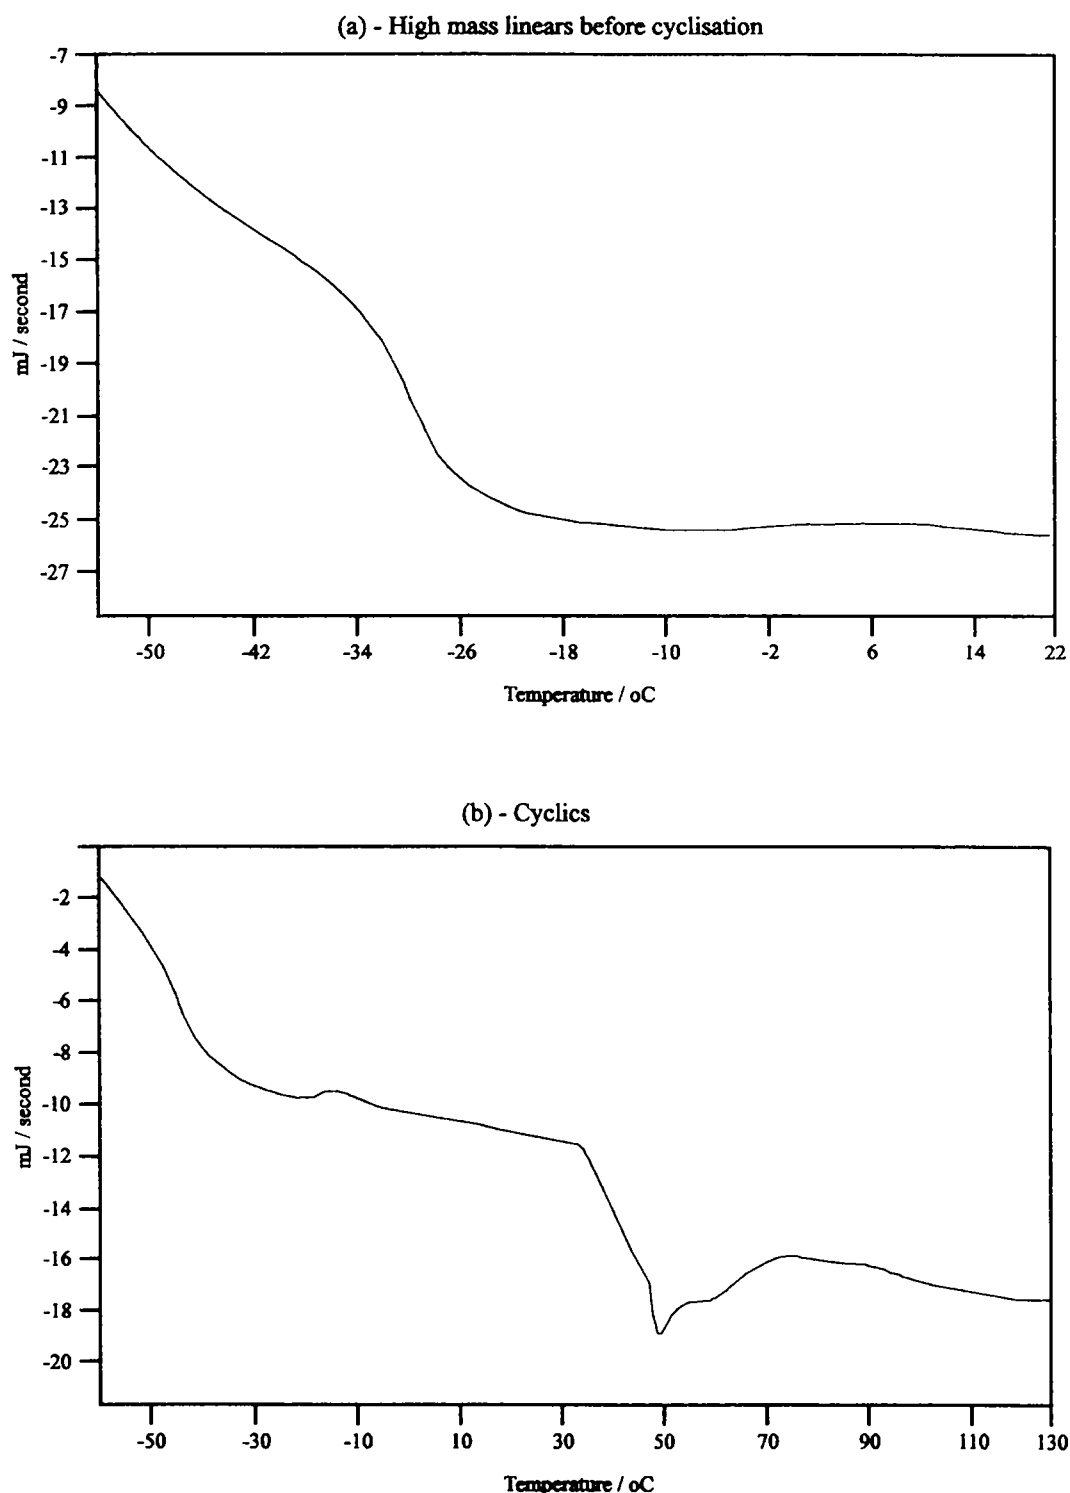 (a) - High mass linears before cyclisation
-7
-9
-11
-13
-15
-17
-19
-21
-23
-25
-27
mJ / second
-50 -42 -34 -26 -18 -10 -2 6 14 22
Temperature / oC
(b) - Cyclics
-2
-4
-6
-8
-10
-12
-14
-16
-18
-20
mJ / second
-50 -30 -10 10 30 50 70 90 110 130
Temperature / oC